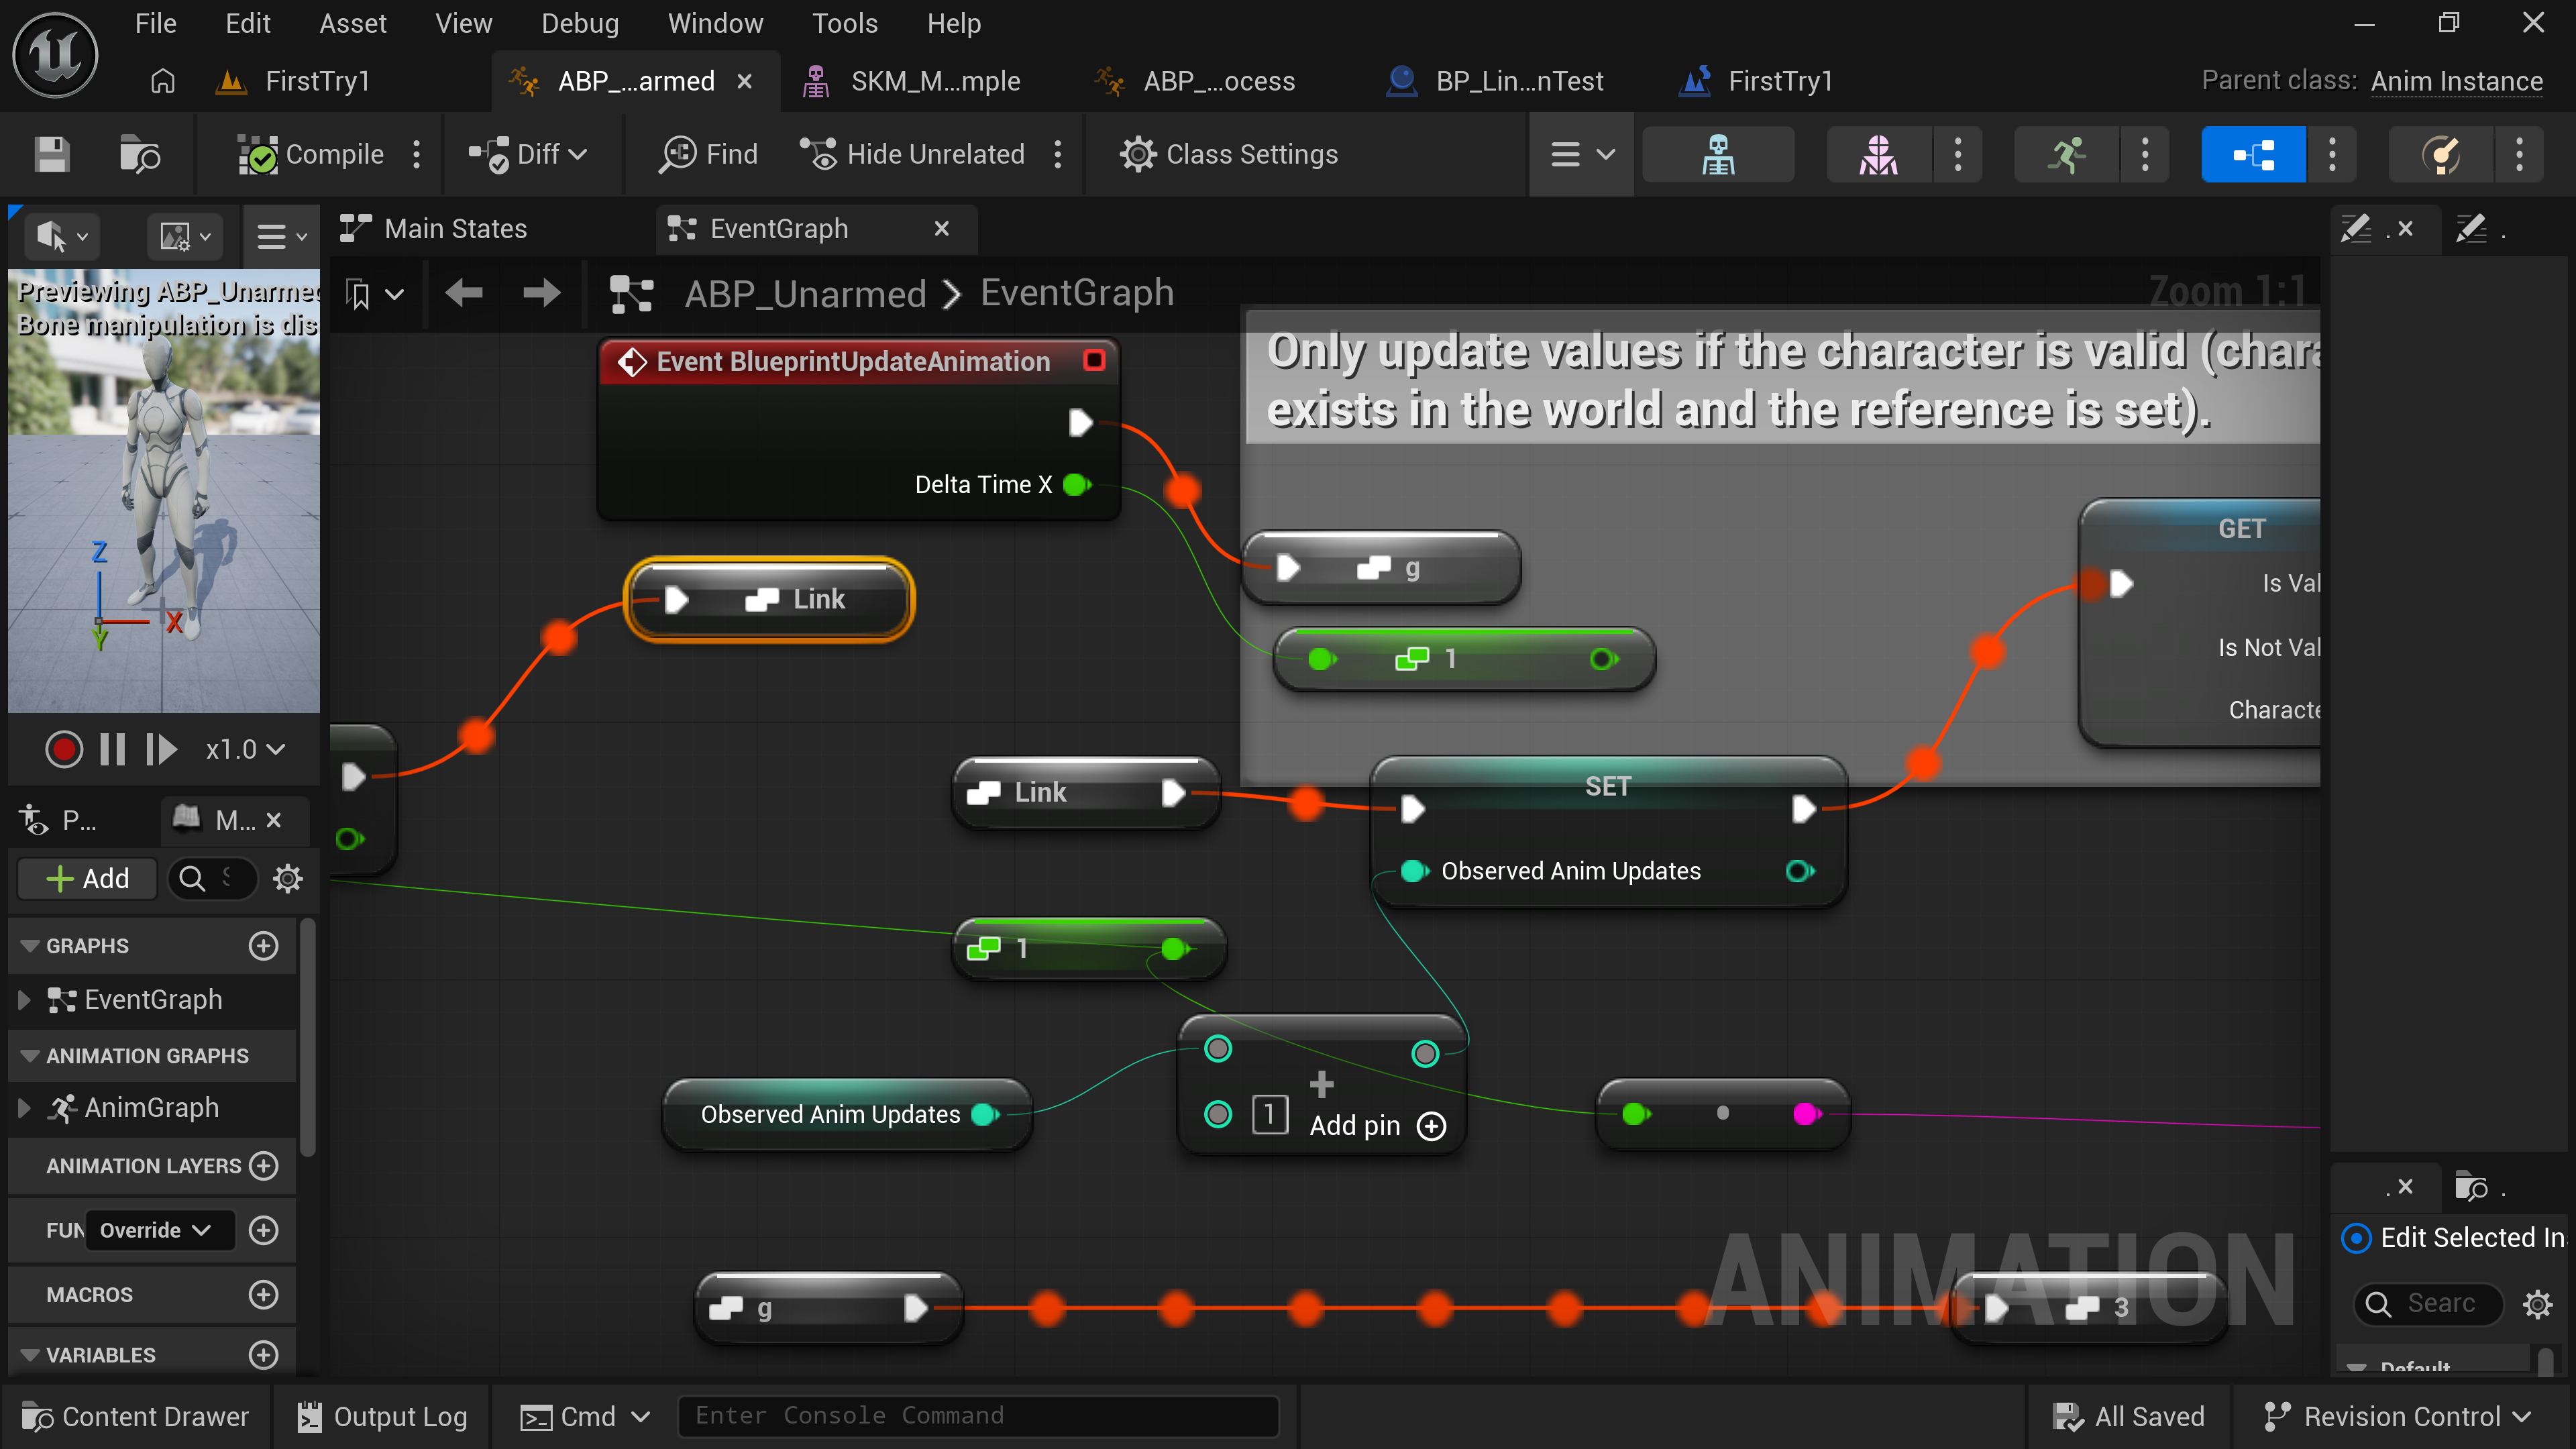 File Edit Asset View Debug Window Tools Help
FirstTry1 ABP_...armed SKM_M...mple ABP_...ocess BP_Lin...nTest FirstTry1 Parent class: Anim Instance
Compile Diff Find Hide Unrelated Class Settings
Main States EventGraph
Previewing ABP_Unarmed
Bone manipulation is dis
ABP_Unarmed > EventGraph
Zoom 1:1
Only update values if the character is valid (chara
exists in the world and the reference is set).
Event BlueprintUpdateAnimation
Delta Time X
g
1
GET
Is Val
Is Not Val
Characte
Link
Z
X
Y
x1.0
Link
SET
Observed Anim Updates
P... M...
Add
1
GRAPHS
EventGraph
ANIMATION GRAPHS
AnimGraph
ANIMATION LAYERS
FUN Override
MACROS
VARIABLES
Observed Anim Updates
1 Add pin
g
3
ANIMATION
Edit Selected In
Searc
Default
Content Drawer Output Log Cmd Enter Console Command All Saved Revision Control